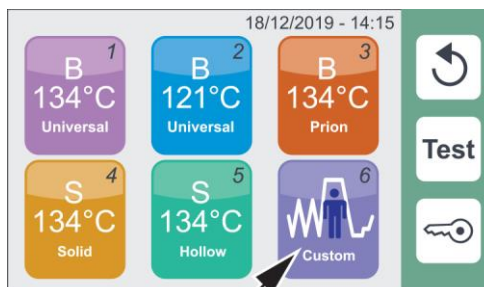 18/12/2019 - 14:15
1
B
134°C
Universal
2
B
121°C
Universal
3
B
134°C
Prion
4
S
134°C
Solid
5
S
134°C
Hollow
6
Custom
Test